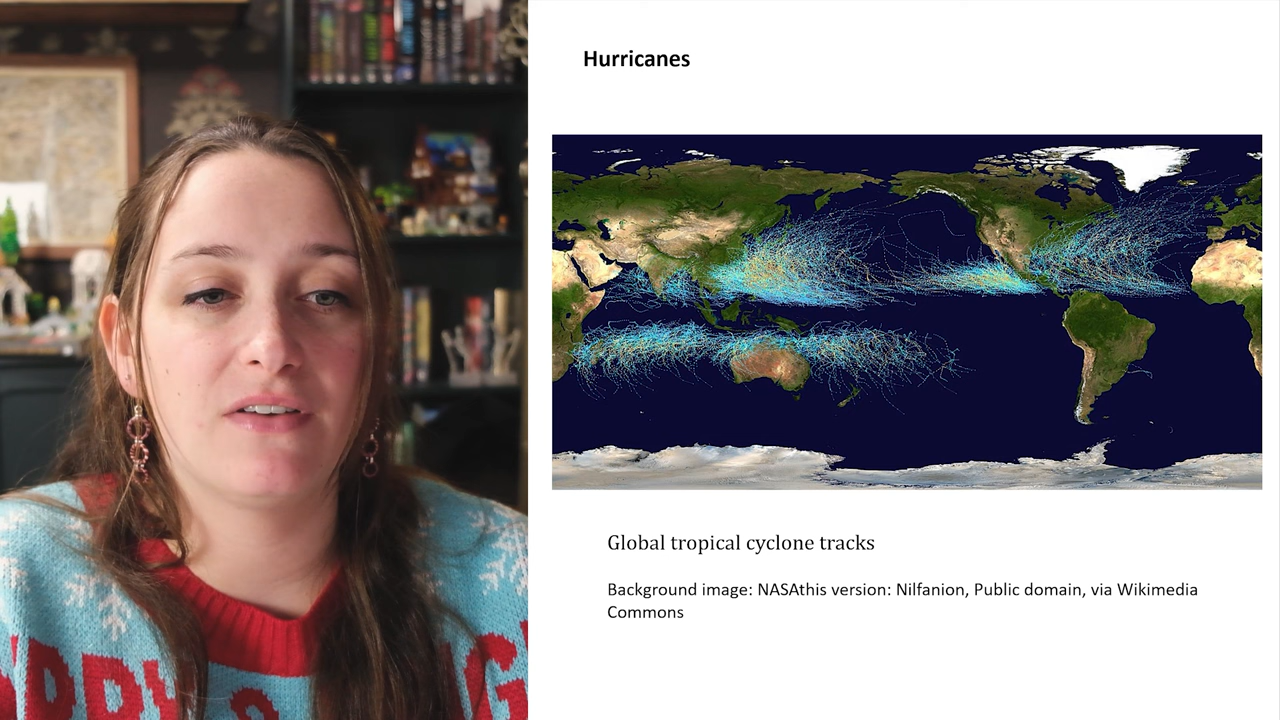 Hurricanes
Global tropical cyclone tracks
Background image: NASAthis version: Nilfanion, Public domain, via Wikimedia
Commons